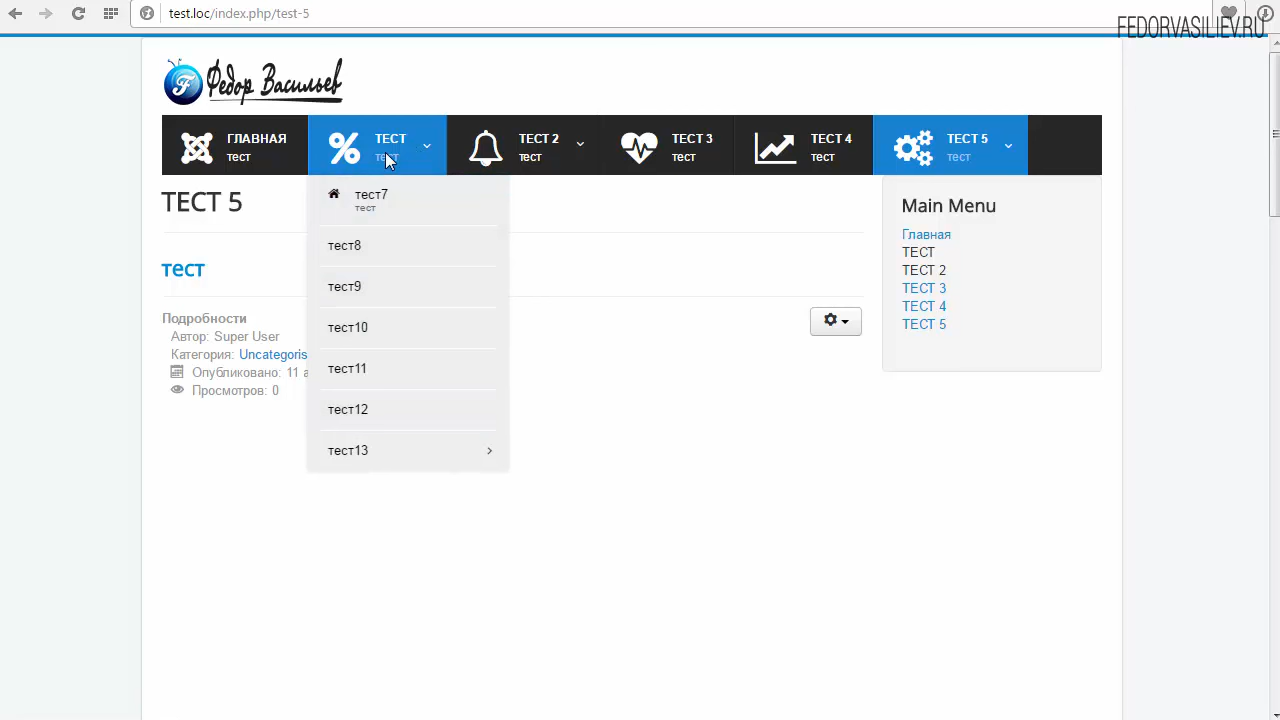 test.loc/index.php/test-5
FEDORVASILIEV.RU
Федор Васильев
ГЛАВНАЯ
тест
ТЕСТ
тест
ТЕСТ 2
тест
ТЕСТ 3
тест
ТЕСТ 4
тест
ТЕСТ 5
тест
тест7
тест
тест8
тест9
тест10
тест11
тест12
тест13
ТЕСТ 5
тест
Подробности
Автор: Super User
Категория: Uncategoris
Опубликовано: 11 а
Просмотров: 0
Main Menu
Главная
ТЕСТ
ТЕСТ 2
ТЕСТ 3
ТЕСТ 4
ТЕСТ 5